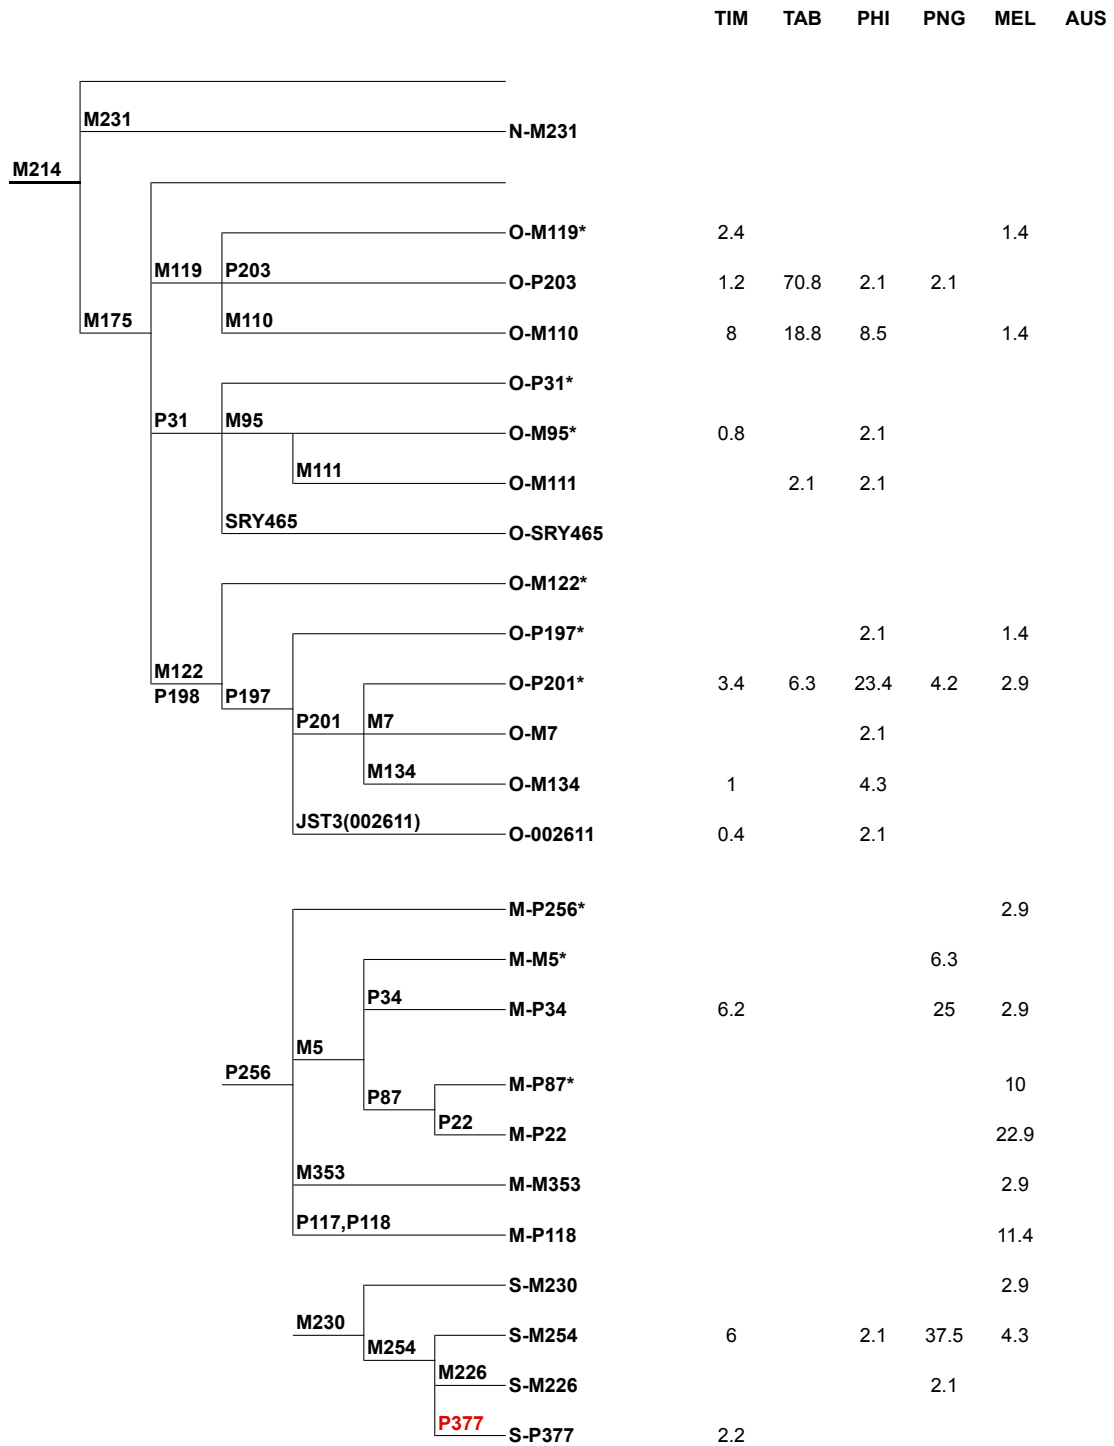 TIM TAB PHI PNG MEL AUS
M231
N-M231
M214
O-M119* 2.4 1.4
M119 P203
O-P203 1.2 70.8 2.1 2.1
M175 M110
O-M110 8 18.8 8.5 1.4
O-P31*
P31 M95
O-M95* 0.8 2.1
M111
O-M111 2.1 2.1
SRY465
O-SRY465
O-M122*
O-P197* 2.1 1.4
M122
P198 P197
O-P201* 3.4 6.3 23.4 4.2 2.9
P201 M7
O-M7 2.1
M134
O-M134 1 4.3
JST3(002611)
O-002611 0.4 2.1
M-P256* 2.9
M-M5* 6.3
P34
M-P34 6.2 25 2.9
M5
P256
M-P87* 10
P87
P22
M-P22 22.9
M353
M-M353 2.9
P117,P118
M-P118 11.4
S-M230 2.9
M230
S-M254 6 2.1 37.5 4.3
M254
M226
S-M226 2.1
P377
S-P377 2.2